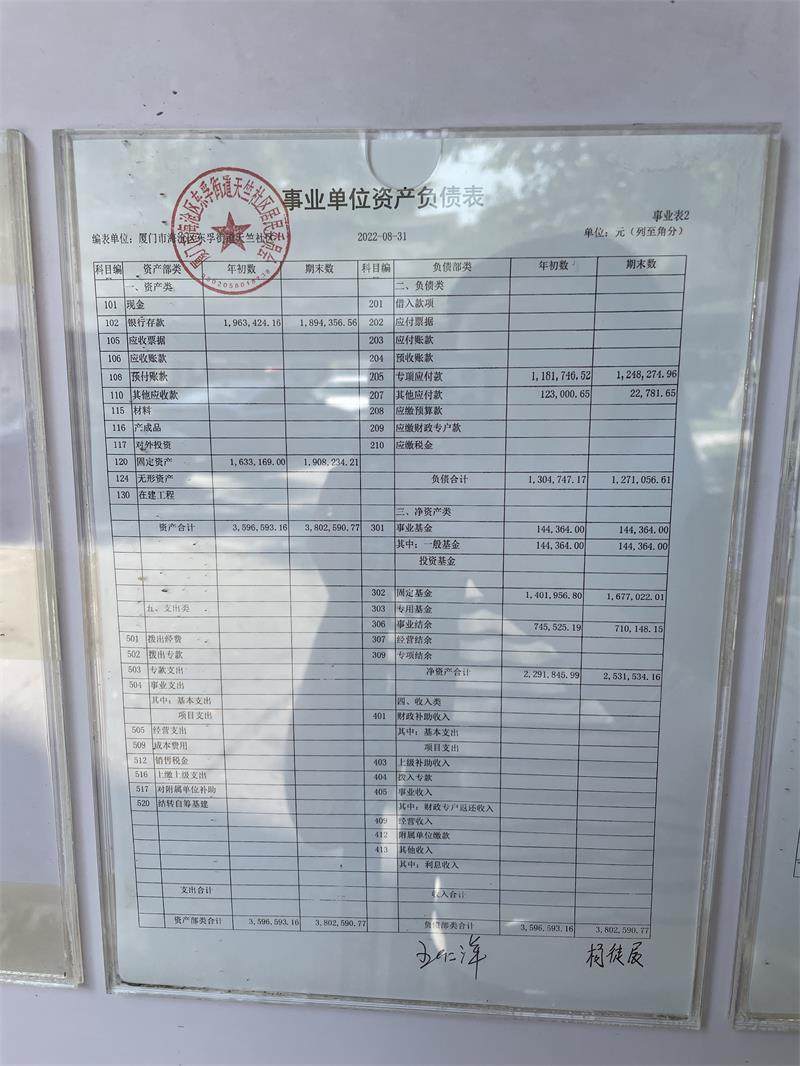 事业单位资产负债表
事业表2
编表单位：厦门市海沧区东孚街道天竺社区 2022-08-31 单位：元（列至角分）
科目编 资产部类 年初数 期末数 科目编 负债部类 年初数 期末数
一、资产类 二、负债类
101 现金 201 借入款项
102 银行存款 1,963,424.16 1,894,356.56 202 应付票据
105 应收票据 203 应付账款
106 应收账款 204 预收账款
108 预付账款 205 专项应付款 1,181,746.52 1,248,274.96
110 其他应收款 207 其他应付款 123,000.65 22,781.65
115 材料 208 应缴预算款
116 产成品 209 应缴财政专户款
117 对外投资 210 应缴税金
120 固定资产 1,633,169.00 1,908,234.21
124 无形资产 负债合计 1,304,747.17 1,271,056.61
130 在建工程
三、净资产类
资产合计 3,596,593.16 3,802,590.77 301 事业基金 144,364.00 144,364.00
其中：一般基金 144,364.00 144,364.00
投资基金
302 固定基金 1,401,956.80 1,677,022.01
五、支出类 303 专用基金
306 事业结余 745,525.19 710,148.15
501 拨出经费 307 经营结余
502 拨出专款 309 专项结余
503 专款支出 净资产合计 2,291,845.99 2,531,534.16
504 事业支出
其中：基本支出 四、收入类
项目支出 401 财政补助收入
505 经营支出 其中：基本支出
509 成本费用 项目支出
512 销售税金 403 上级补助收入
516 上缴上级支出 404 拨入专款
517 对附属单位补助 405 事业收入
520 结转自筹基建 其中：财政专户返还收入
409 经营收入
412 附属单位缴款
413 其他收入
其中：利息收入
支出合计 收入合计
资产部类合计 3,596,593.16 3,802,590.77 负债部类合计 3,596,593.16 3,802,590.77